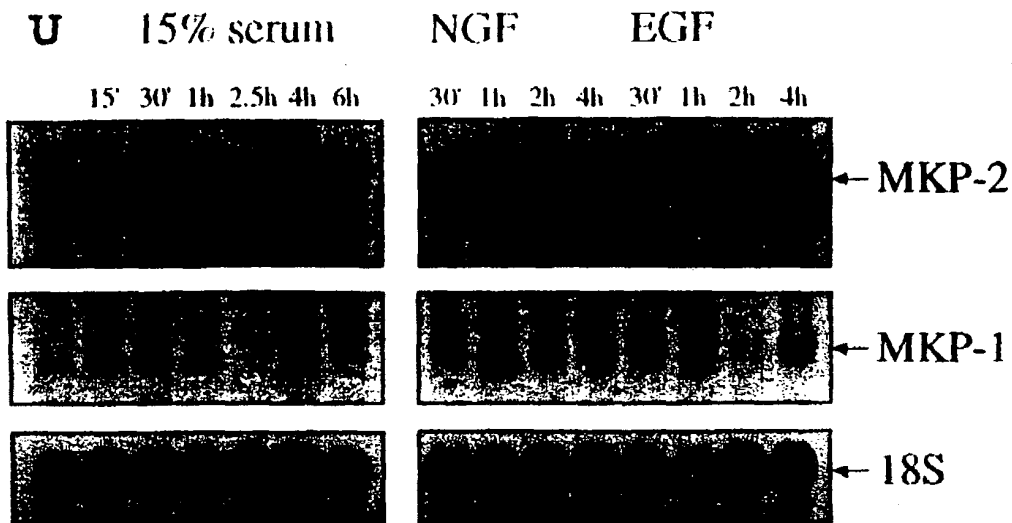 U 15% serum NGF EGF
15' 30' 1h 2.5h 4h 6h 30' 1h 2h 4h 30' 1h 2h 4h
MKP-2
MKP-1
18S